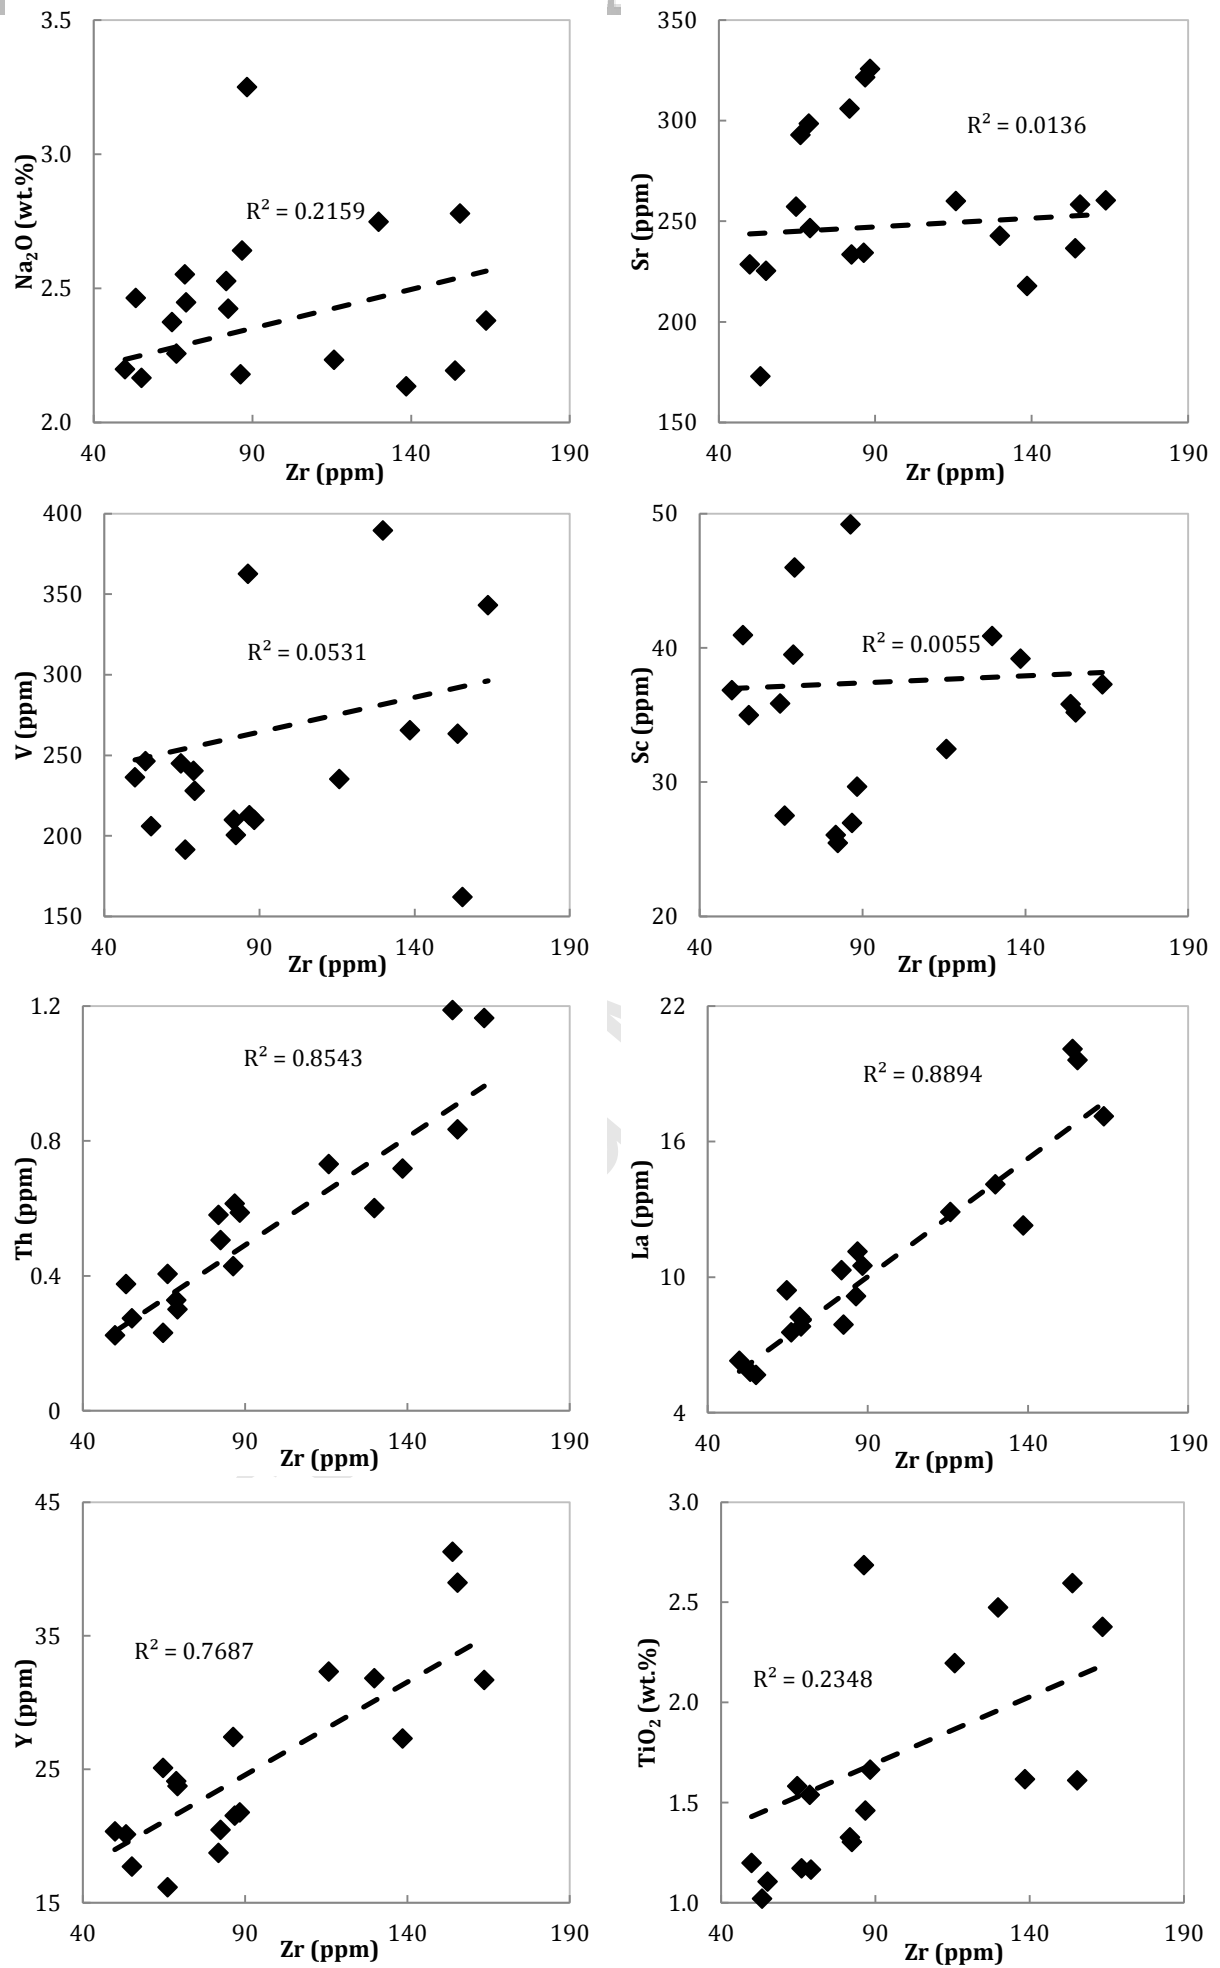 3.5
3.0
2.5
2.0
Na₂O (wt.%)
R² = 0.2159
40 90 140 190
Zr (ppm)
350
300
250
200
150
Sr (ppm)
R² = 0.0136
40 90 140 190
Zr (ppm)
400
350
300
250
200
150
V (ppm)
R² = 0.0531
40 90 140 190
Zr (ppm)
50
40
30
20
Sc (ppm)
R² = 0.0055
40 90 140 190
Zr (ppm)
1.2
0.8
0.4
0
Th (ppm)
R² = 0.8543
40 90 140 190
Zr (ppm)
22
16
10
4
La (ppm)
R² = 0.8894
40 90 140 190
Zr (ppm)
45
35
25
15
Y (ppm)
R² = 0.7687
40 90 140 190
Zr (ppm)
3.0
2.5
2.0
1.5
1.0
TiO₂ (wt.%)
R² = 0.2348
40 90 140 190
Zr (ppm)